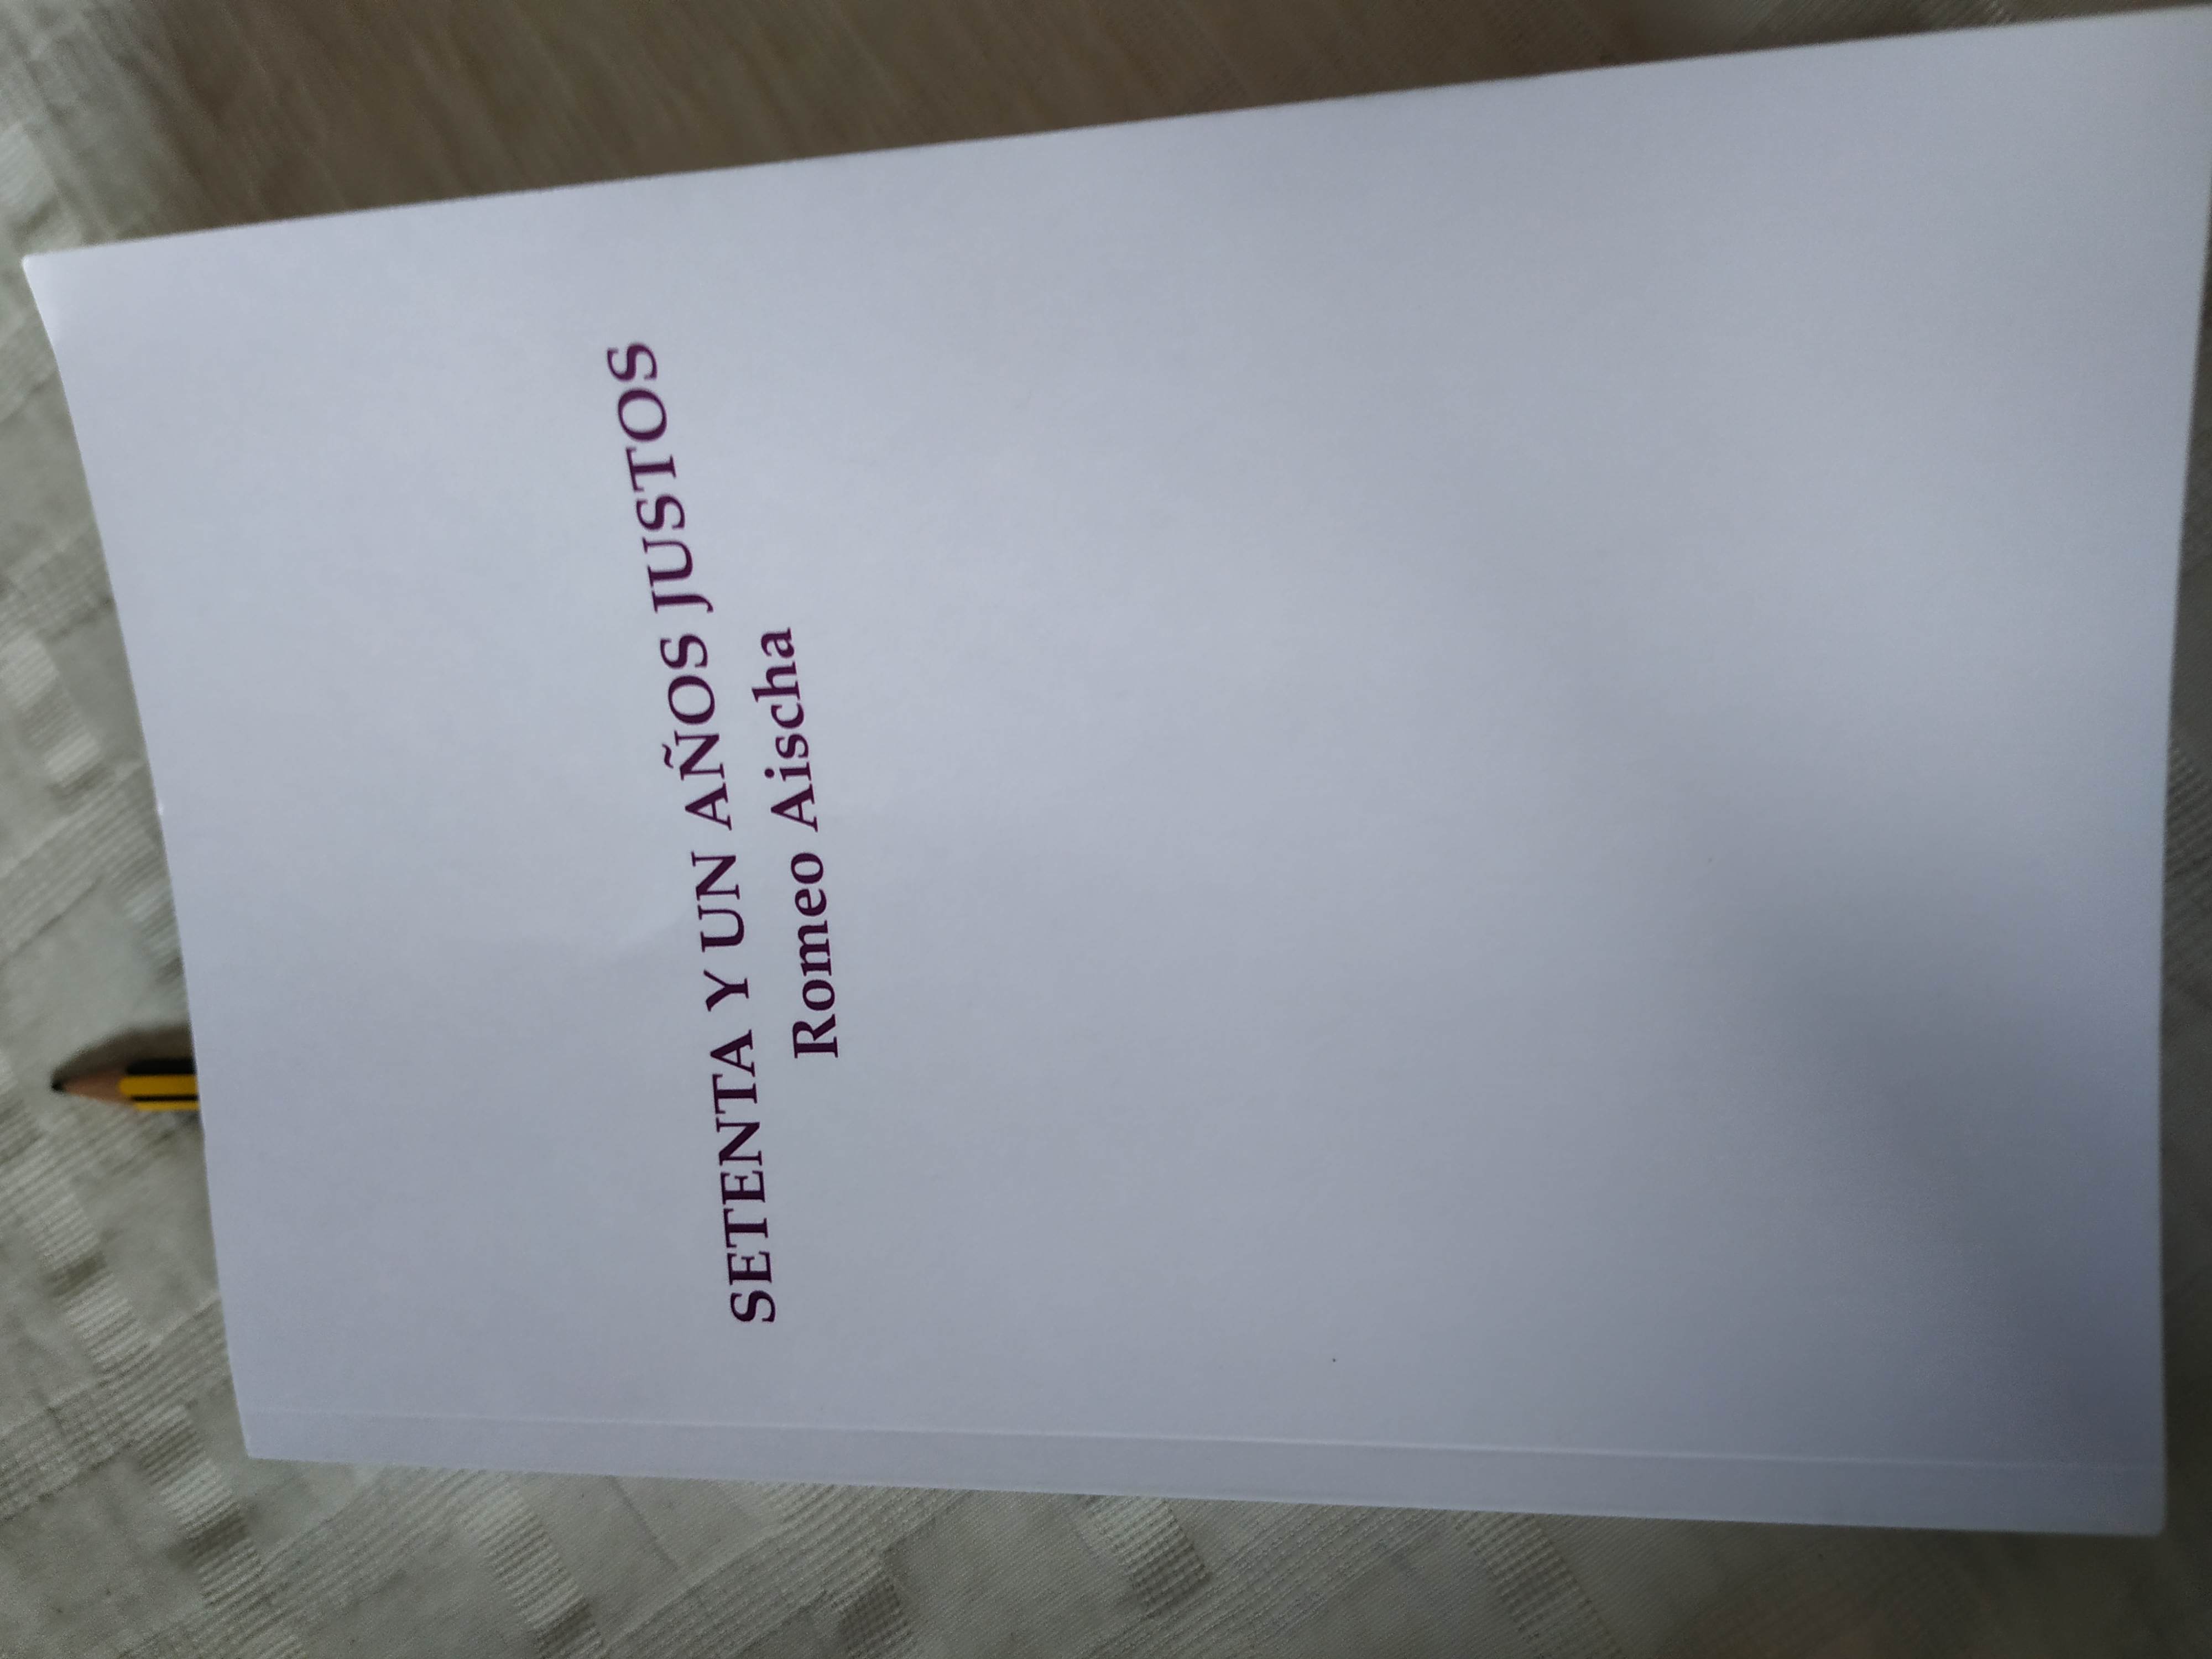 SETENTA Y UN AÑOS JUSTOS
Romeo Aischa